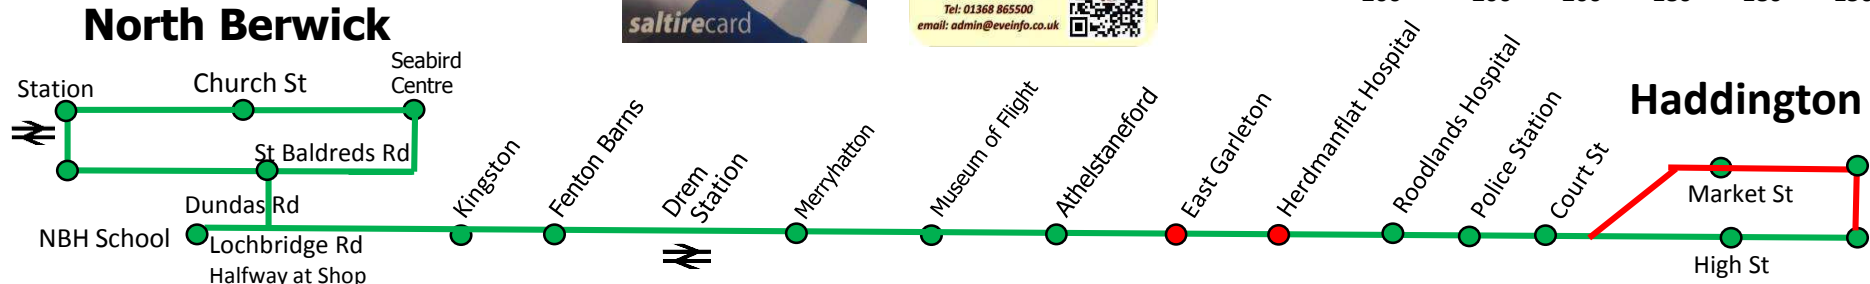 North Berwick
saltirecard
Tel: 01368 865500
email: admin@eveinfo.co.uk
Station
Church St
Seabird
Centre
St Baldreds Rd
Dundas Rd
NBH School
Lochbridge Rd
Halfway at Shop
Kingston
Fenton Barns
Drem
Station
Merryhatton
Museum of Flight
Athelstaneford
East Garleton
Herdmanflat Hospital
Roodlands Hospital
Police Station
Court St
Haddington
Market St
High St